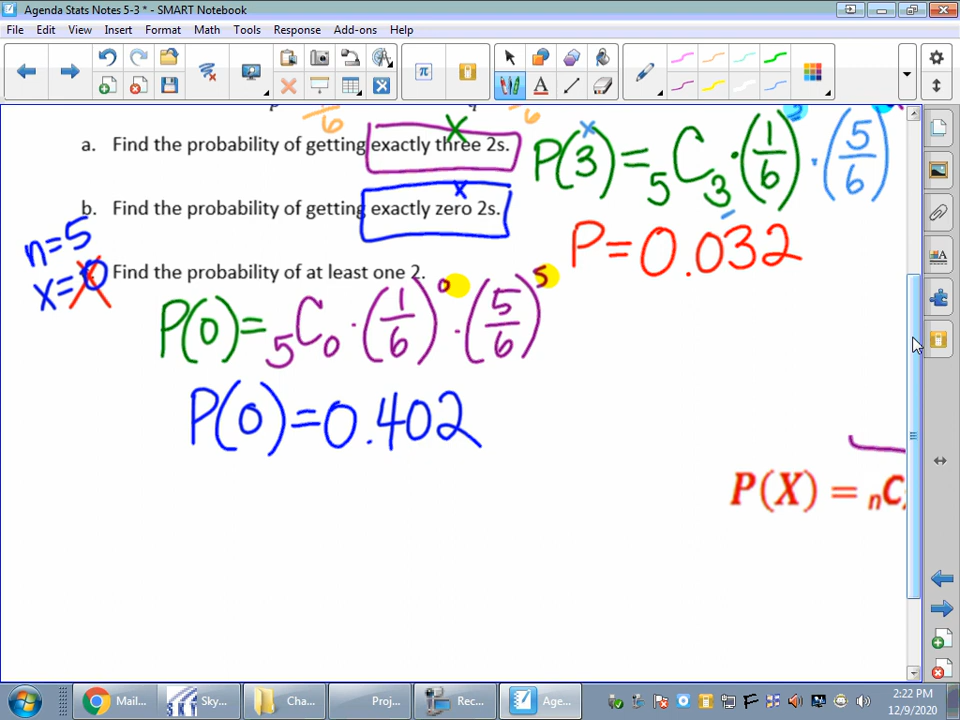 Agenda Stats Notes 5-3 * - SMART Notebook
File Edit View Insert Format Math Tools Response Add-ons Help
a. Find the probability of getting exactly three 2s.
P(3) = 5C3 · (1/6)^3 · (5/6)
b. Find the probability of getting exactly zero 2s.
P = 0.032
n=5
x=0
Find the probability of at least one 2.
P(0) = 5C0 · (1/6)^0 · (5/6)^5
P(0) = 0.402
P(X) = nC
Mail... Sky... Cha... Proj... Rec... Age...
2:22 PM
12/9/2020